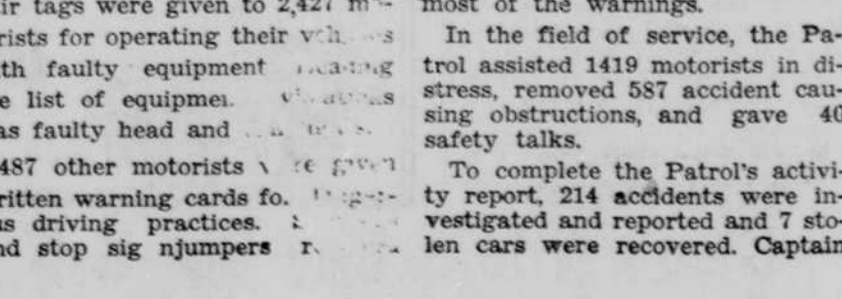 ir tags were given to 2,427
rists for operating their
th faulty equipment
e list of equipmen
as faulty head and
487 other motorists given
ritten warning cards for
us driving practices.
nd stop sig njumpers
most of the warnings.
In the field of service, the Pa-
trol assisted 1419 motorists in di-
stress, removed 587 accident cau-
sing obstructions, and gave 40
safety talks.
To complete the Patrol's activi-
ty report, 214 accidents were in-
vestigated and reported and 7 sto-
len cars were recovered. Captain